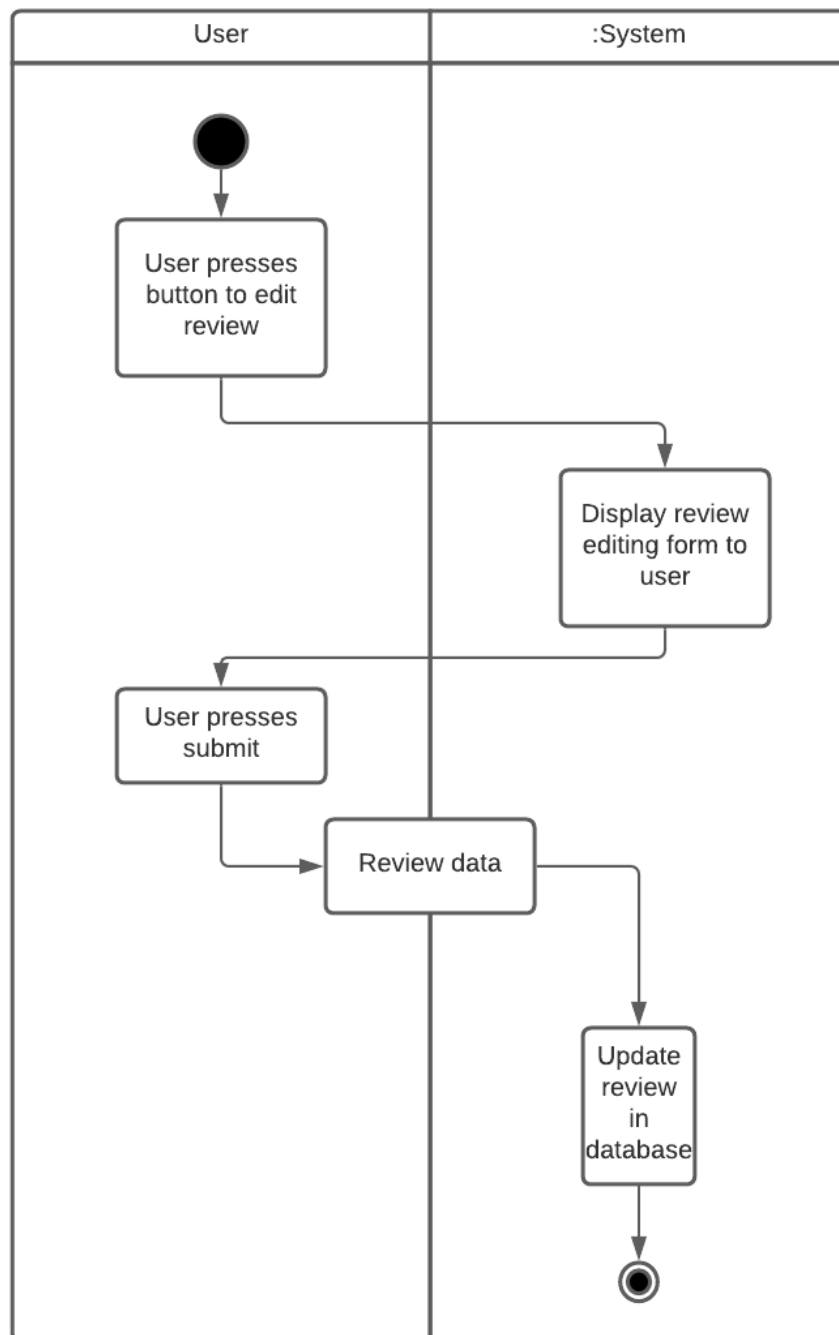 User
:System
User presses
button to edit
review
Display review
editing form to
user
User presses
submit
Review data
Update
review
in
database